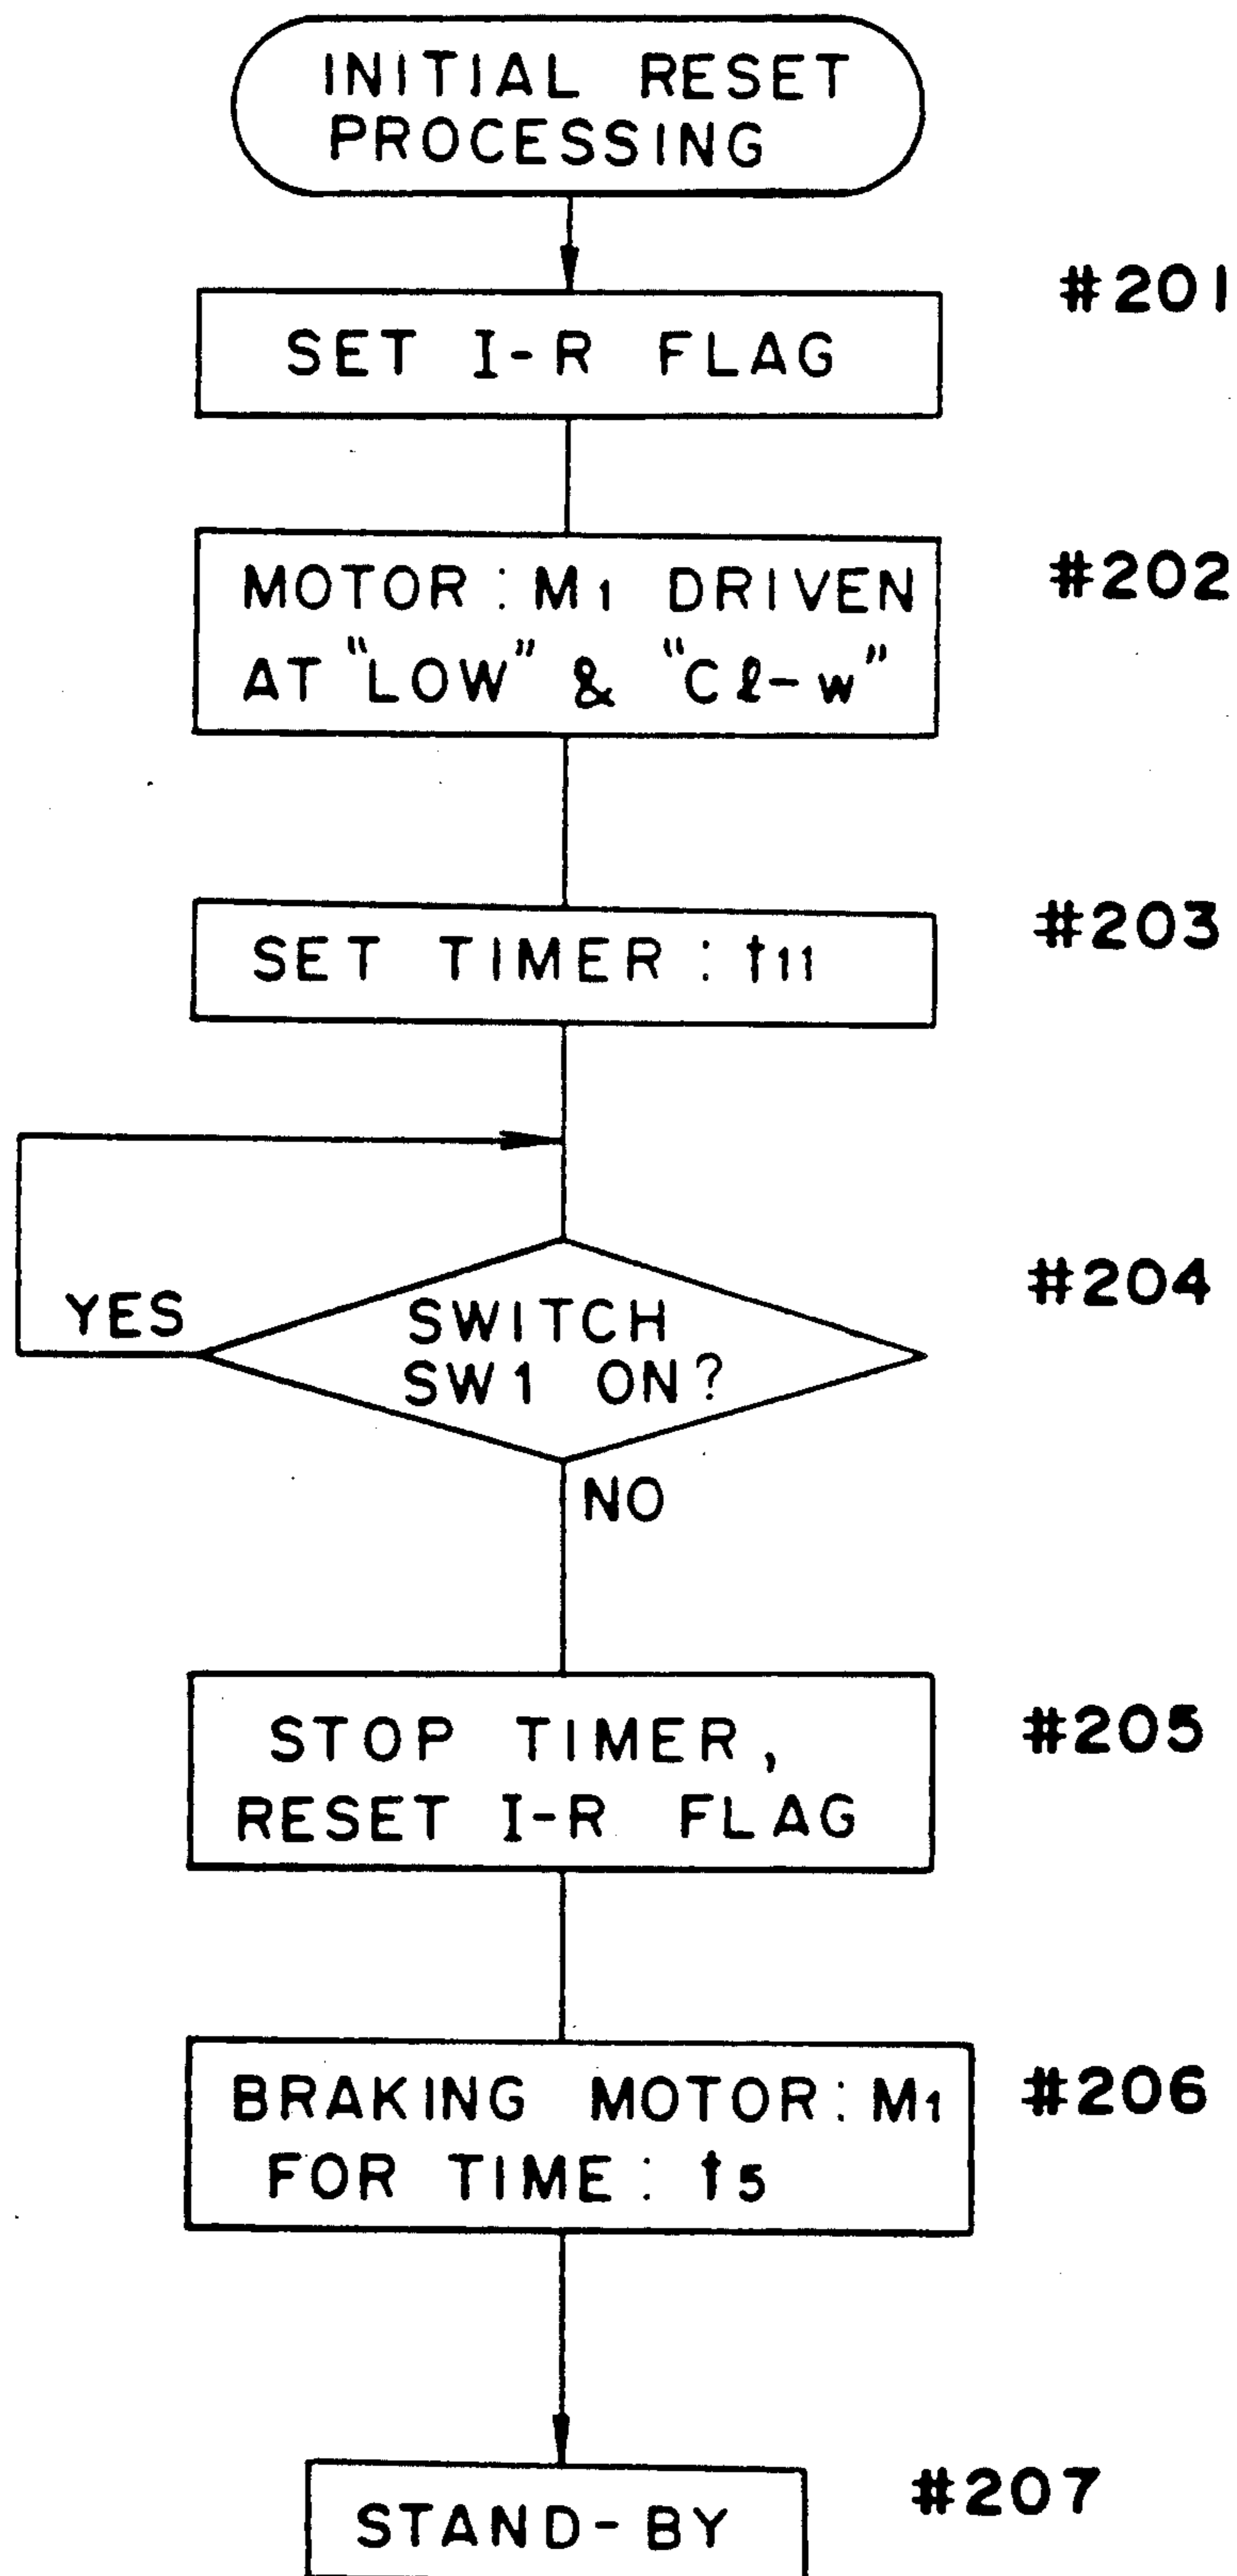 INITIAL RESET
PROCESSING
#201
SET I-R FLAG
#202
MOTOR : M1 DRIVEN
AT "LOW" & "Cl-w"
#203
SET TIMER : t11
#204
YES
SWITCH
SW1 ON?
NO
#205
STOP TIMER,
RESET I-R FLAG
#206
BRAKING MOTOR : M1
FOR TIME : t5
#207
STAND-BY